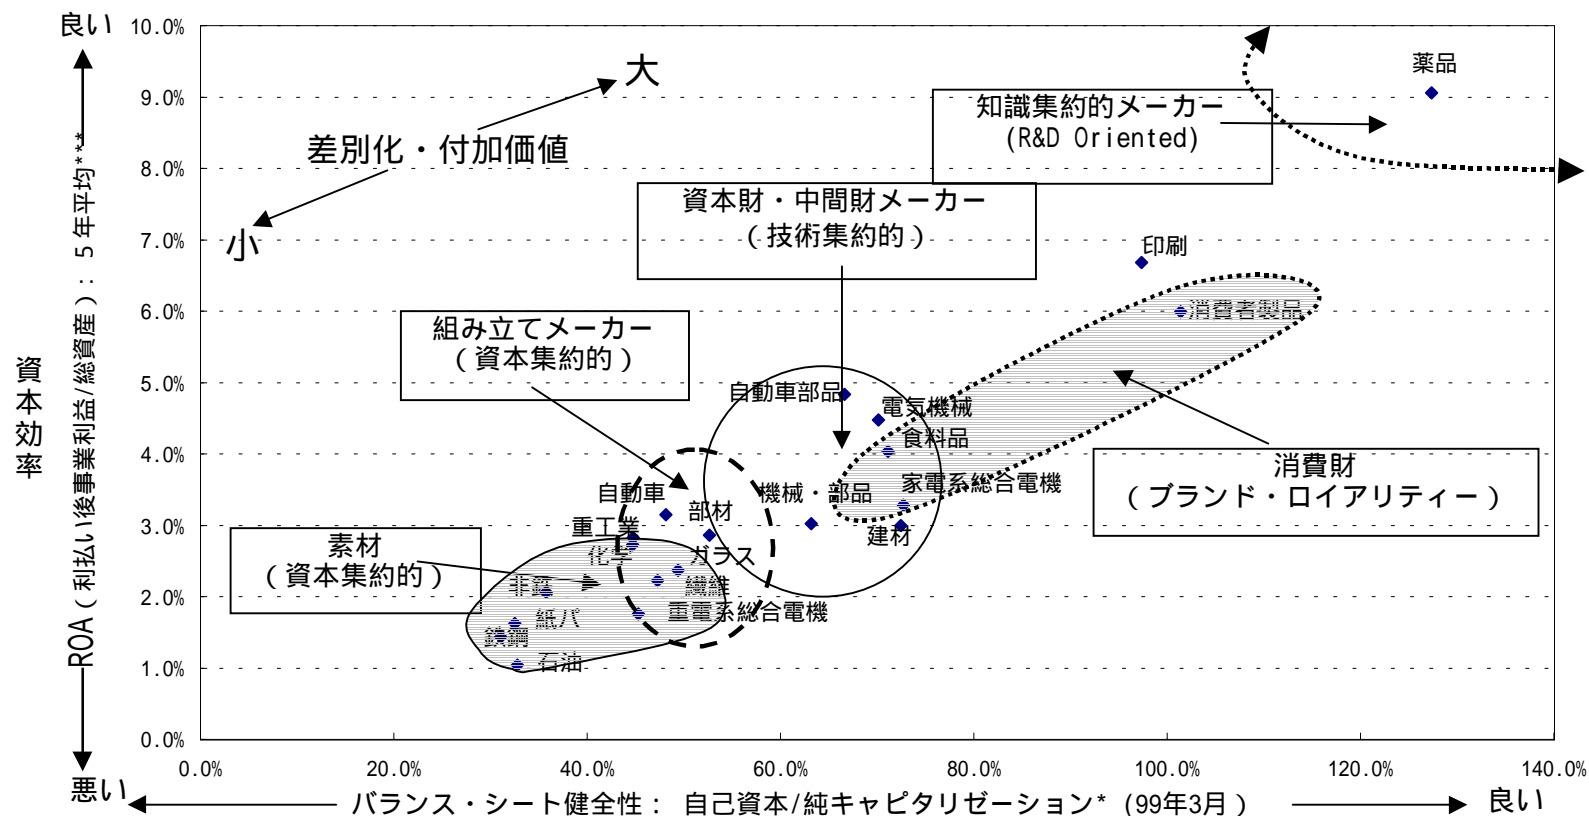 良い
10.0%
9.0%
8.0%
7.0%
6.0%
5.0%
4.0%
3.0%
2.0%
1.0%
0.0%
悪い
資本効率
ROA(利払い後事業利益/総資産): 5年平均***
大
差別化・付加価値
小
知識集約的メーカー
(R&D Oriented)
薬品
資本財・中間財メーカー
(技術集約的)
印刷
消費者製品
組み立てメーカー
(資本集約的)
自動車部品
電気機械
食料品
家電系総合電機
機械・部品
建材
消費財
(ブランド・ロイアリティー)
自動車
部材
重工業
化学
ガラス
素材
(資本集約的)
非鉄
繊維
紙パ
重電系総合電機
鉄鋼
石油
0.0%
20.0%
40.0%
60.0%
80.0%
100.0%
120.0%
140.0%
バランス・シート健全性: 自己資本/純キャピタリゼーション* (99年3月)
良い